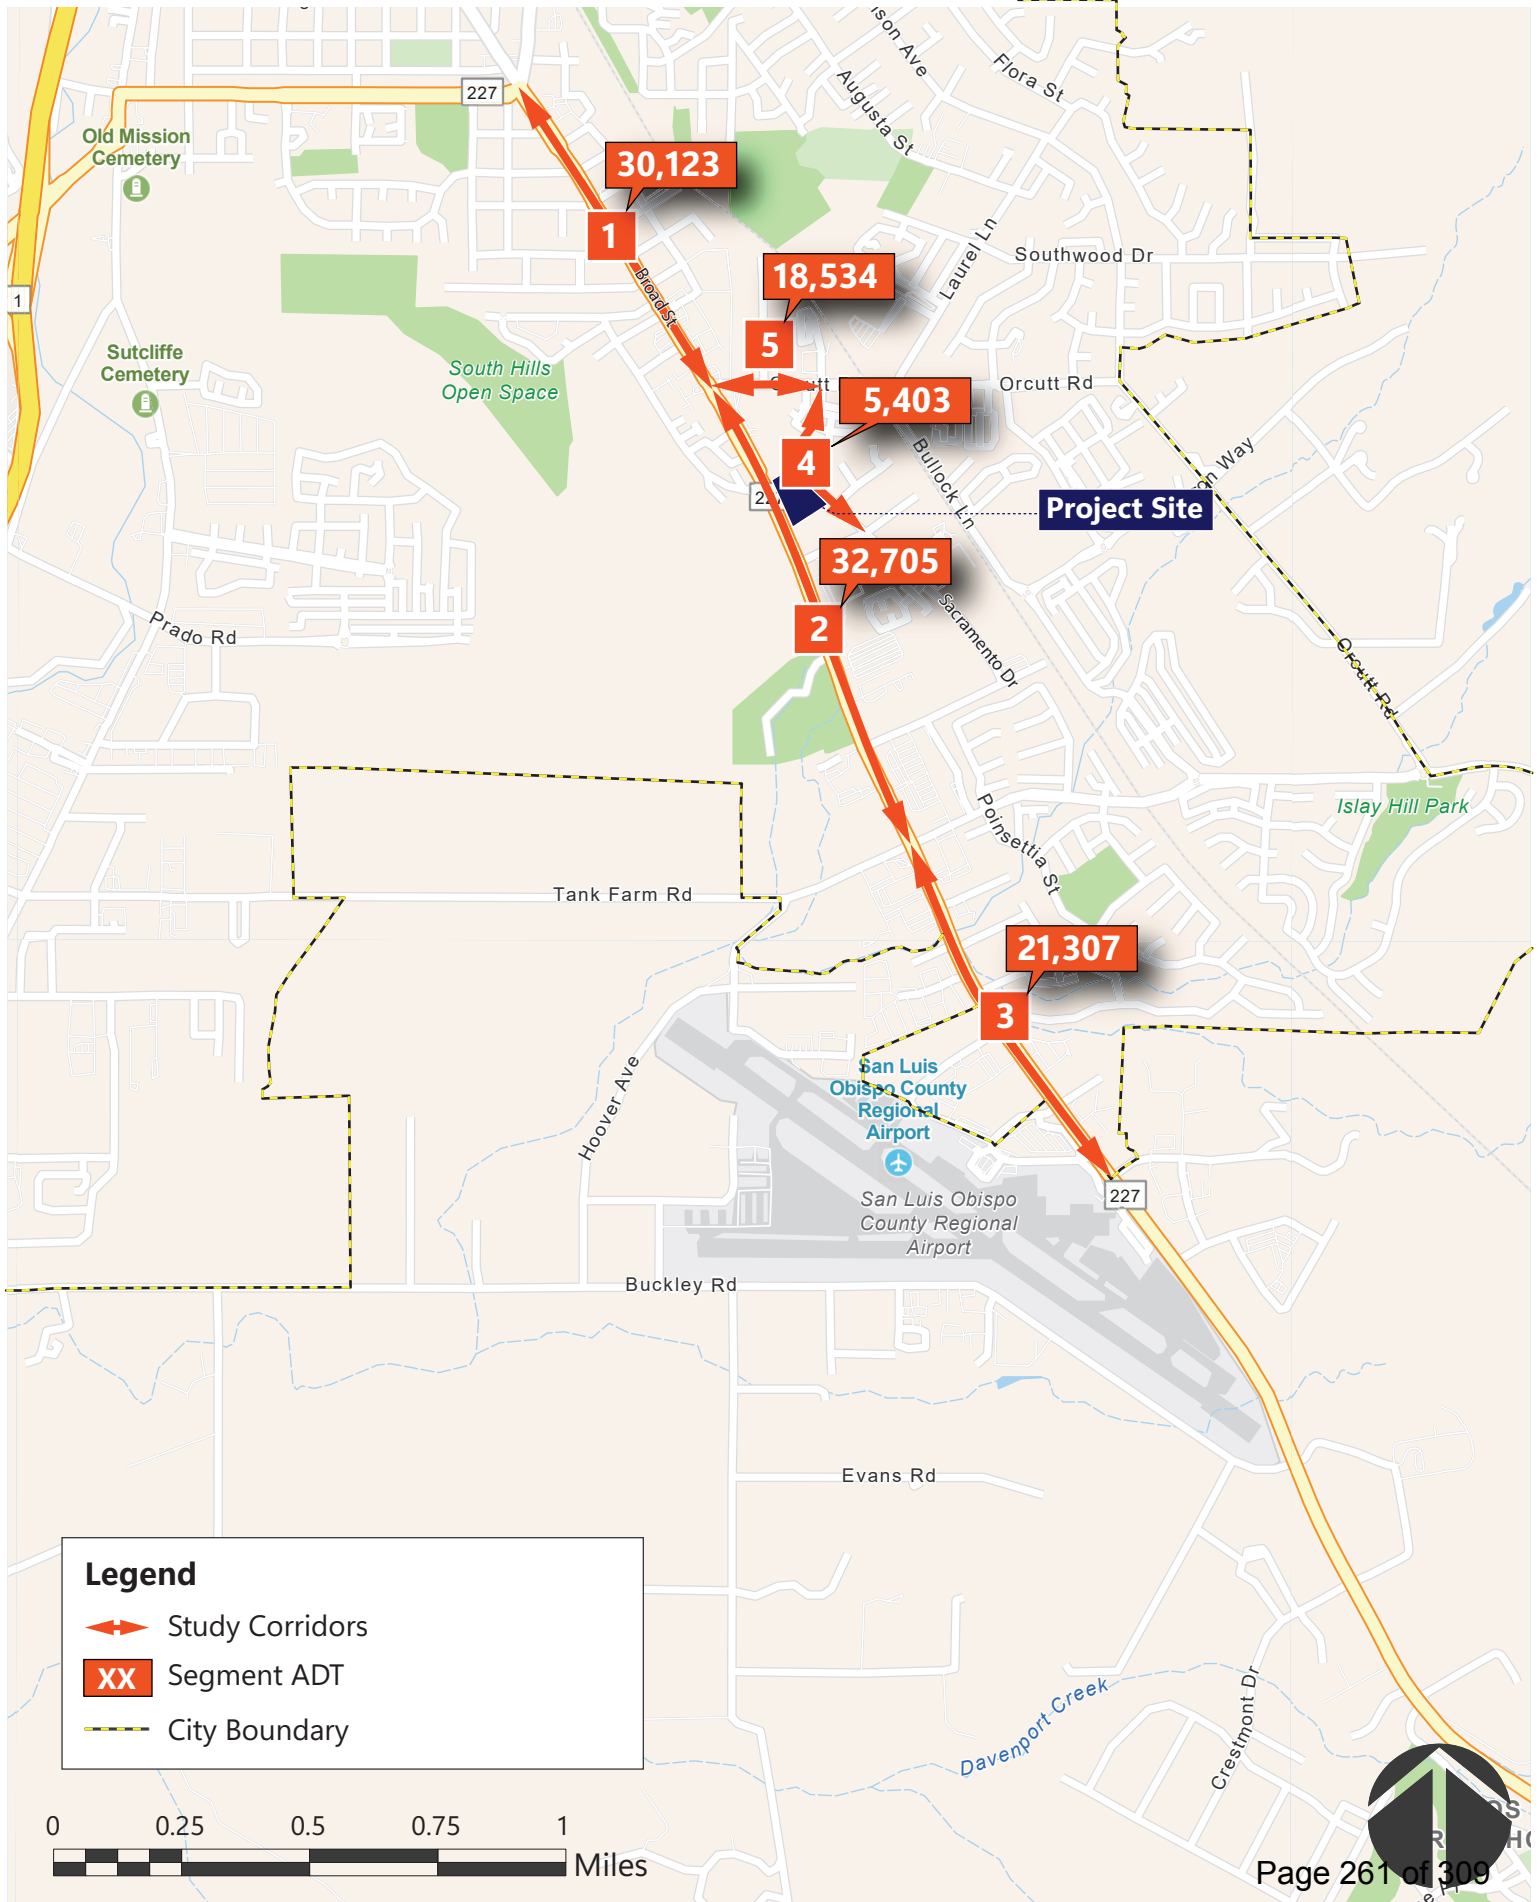 227
Old Mission
Cemetery
Augusta St
Flora St
30,123
1
Broad St
18,534
5
Laurel Ln
Southwood Dr
1
Sutcliffe
Cemetery
South Hills
Open Space
Orcutt Rd
5,403
4
Bullock Ln
Project Site
32,705
2
Sacramento Dr
Orcutt Rd
Prado Rd
Poinsettia St
Islay Hill Park
Tank Farm Rd
21,307
3
San Luis
Obispo County
Regional
Airport
Hoover Ave
San Luis Obispo
County Regional
Airport
227
Buckley Rd
Evans Rd
Legend
Study Corridors
XX Segment ADT
City Boundary
Davenport Creek
Crestmont Dr
0 0.25 0.5 0.75 1
Miles
Page 261 of 309